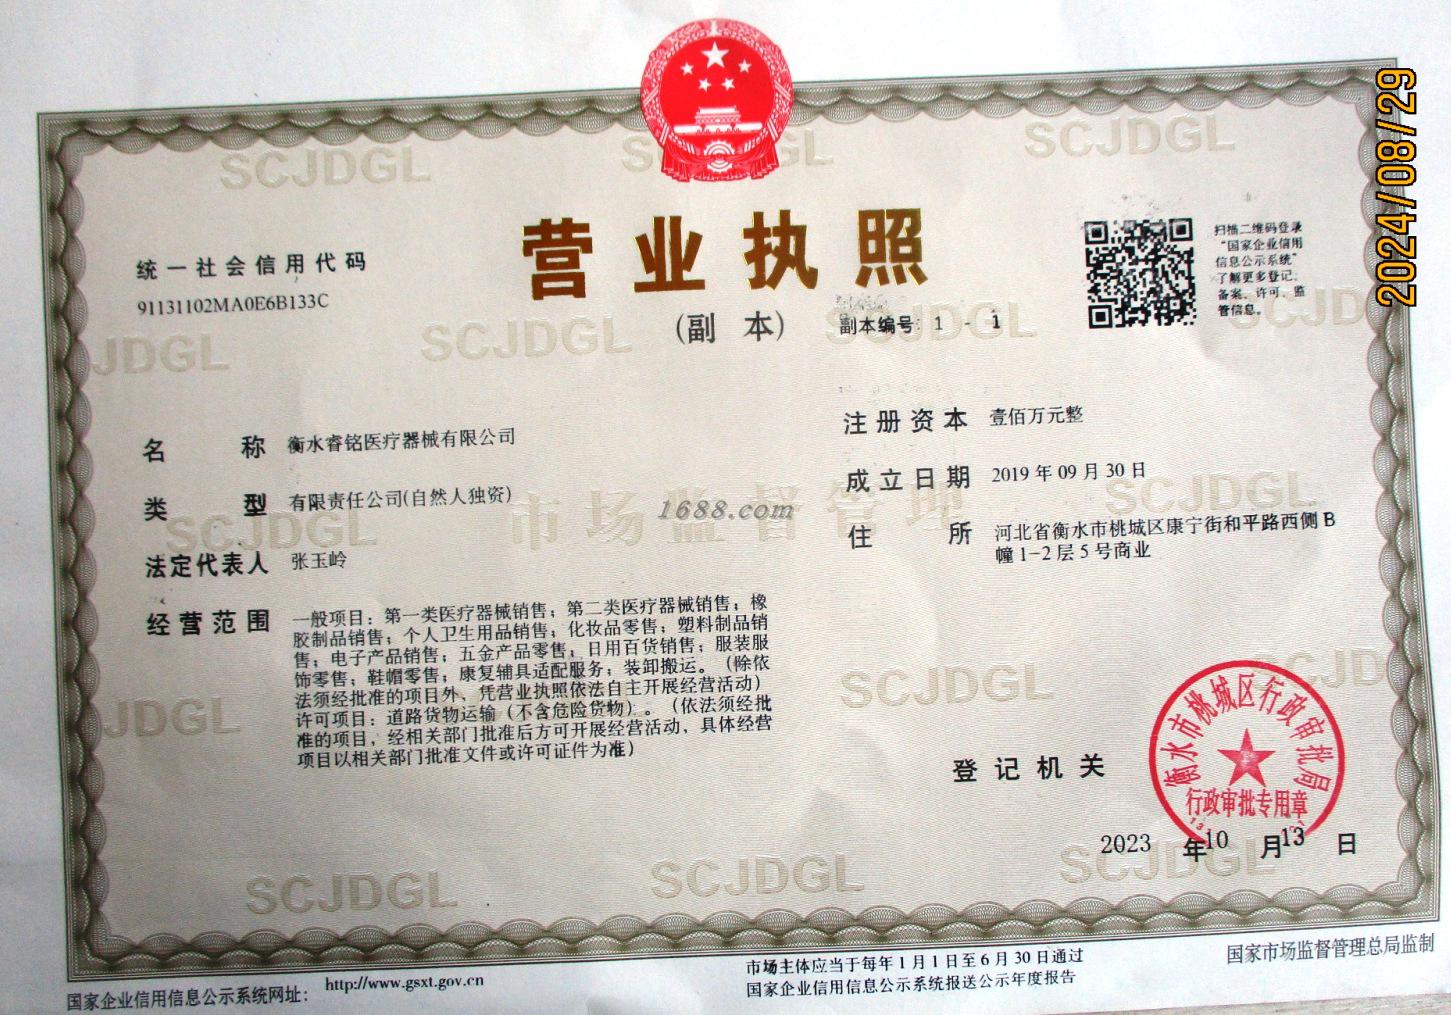 2024/08/29
营业执照
(副 本)
副本编号: 1 - 1
统一社会信用代码
91131102MA0E6B133C
扫描二维码登录
“国家企业信用
信息公示系统”
了解更多登记、
备案、许可、监
管信息。
名 称 衡水睿铭医疗器械有限公司
类 型 有限责任公司(自然人独资)
法定代表人 张玉岭
经营范围 一般项目：第一类医疗器械销售；第二类医疗器械销售；橡
胶制品销售；个人卫生用品销售；化妆品零售；塑料制品销
售；电子产品销售；五金产品零售；日用百货销售；服装服
饰零售；鞋帽零售；康复辅具适配服务；装卸搬运。（除依
法须经批准的项目外，凭营业执照依法自主开展经营活动）
许可项目：道路货物运输（不含危险货物）。（依法须经批
准的项目，经相关部门批准后方可开展经营活动，具体经营
项目以相关部门批准文件或许可证件为准）
注册资本 壹佰万元整
成立日期 2019年09月30日
住 所 河北省衡水市桃城区康宁街和平路西侧B
幢1-2层5号商业
市场监督管理
1688.com
登记机关
衡水市桃城区行政审批局
行政审批专用章
2023 年10 月13 日
SCJDGL
SCJDGL
JDGL
SCJDGL
SCJDGL
SCJDGL
SCJDGL
JDGL
SCJDGL
SCJDGL
SCJDGL
SCJDGL
国家企业信用信息公示系统网址：
http://www.gsxt.gov.cn
市场主体应当于每年1月1日至6月30日通过
国家企业信用信息公示系统报送公示年度报告
国家市场监督管理总局监制